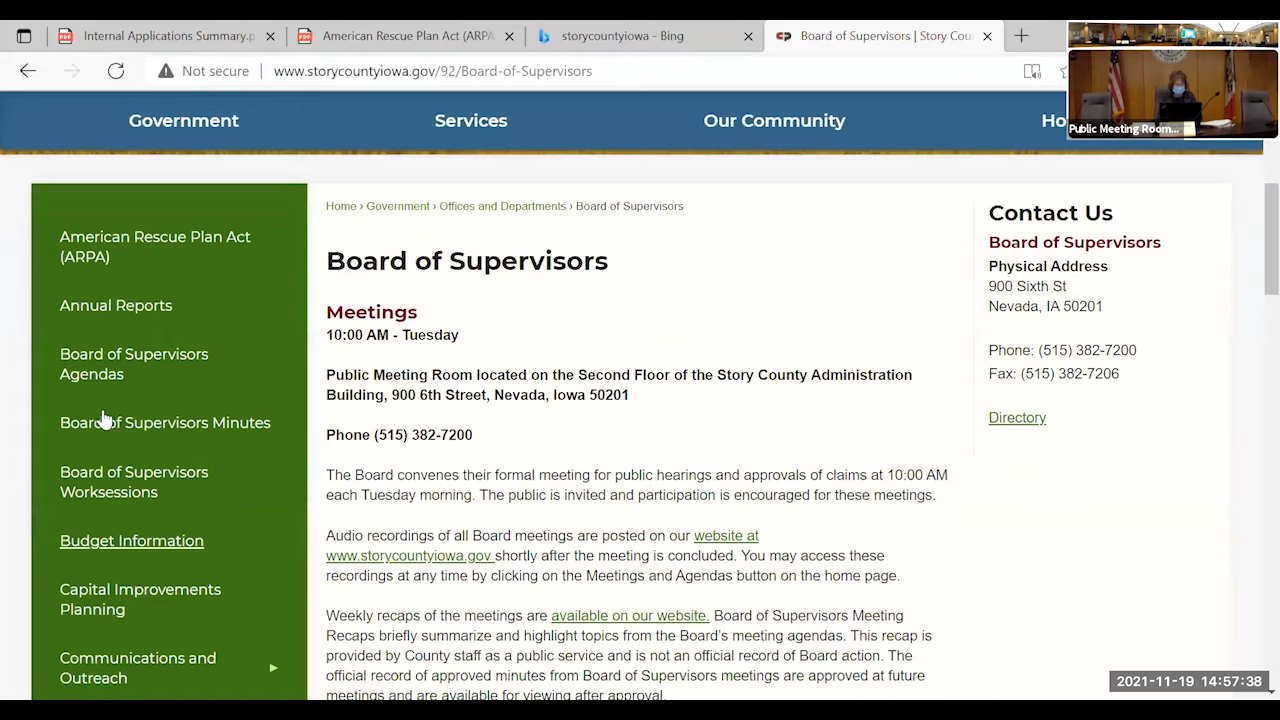 Internal Applications Summary.p
American Rescue Plan Act (ARPA
storycountyiowa - Bing
Board of Supervisors | Story Cou
Not secure
www.storycountyiowa.gov/92/Board-of-Supervisors
Public Meeting Room...
Government
Services
Our Community
Ho
American Rescue Plan Act
(ARPA)
Annual Reports
Board of Supervisors
Agendas
Board of Supervisors Minutes
Board of Supervisors
Worksessions
Budget Information
Capital Improvements
Planning
Communications and
Outreach
Home › Government › Offices and Departments › Board of Supervisors
Board of Supervisors
Meetings
10:00 AM - Tuesday
Public Meeting Room located on the Second Floor of the Story County Administration
Building, 900 6th Street, Nevada, Iowa 50201
Phone (515) 382-7200
The Board convenes their formal meeting for public hearings and approvals of claims at 10:00 AM
each Tuesday morning. The public is invited and participation is encouraged for these meetings.
Audio recordings of all Board meetings are posted on our website at
www.storycountyiowa.gov shortly after the meeting is concluded. You may access these
recordings at any time by clicking on the Meetings and Agendas button on the home page.
Weekly recaps of the meetings are available on our website. Board of Supervisors Meeting
Recaps briefly summarize and highlight topics from the Board's meeting agendas. This recap is
provided by County staff as a public service and is not an official record of Board action. The
official record of approved minutes from Board of Supervisors meetings are approved at future
meetings and are available for viewing after approval.
Contact Us
Board of Supervisors
Physical Address
900 Sixth St
Nevada, IA 50201
Phone: (515) 382-7200
Fax: (515) 382-7206
Directory
2021-11-19 14:57:38